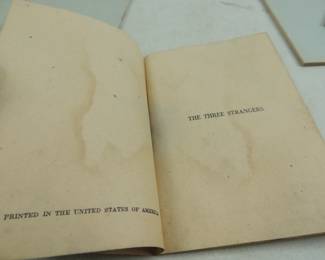 PRINTED IN THE UNITED STATES OF AMERICA
THE THREE STRANGERS